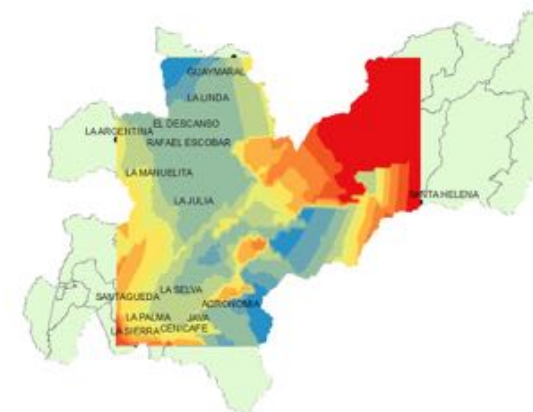 GUAYMARAL
LA LINDA
EL DESCANSO
LA ARGENTINA
RAFAEL ESCOBAR
LA MANUELITA
SANTA HELENA
LA JULIA
LA SELVA
SANTAGUEDA
AGRONOMIA
LA PALMA
JAVA
LA SIERRA
CENICAFE